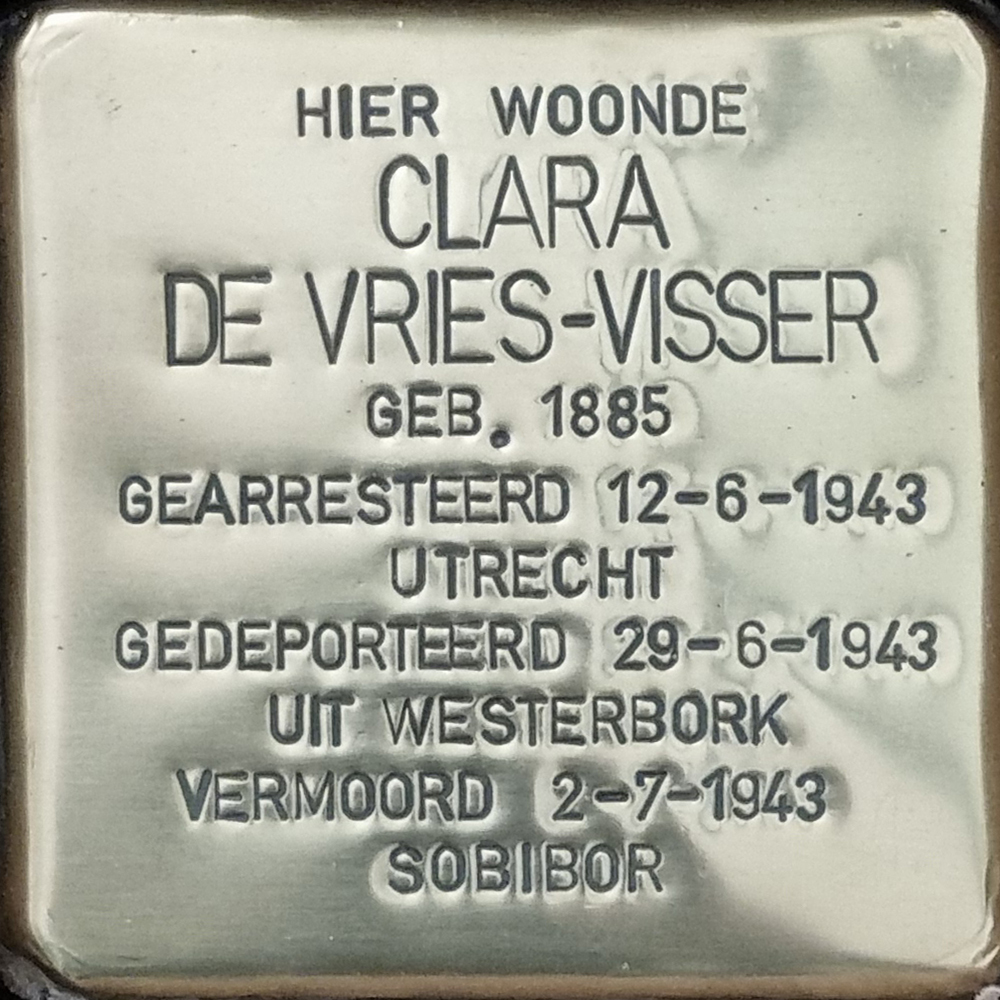 HIER WOONDE
CLARA
DE VRIES-VISSER
GEB. 1885
GEARRESTEERD 12-6-1943
UTRECHT
GEDEPORTEERD 29-6-1943
UIT WESTERBORK
VERMOORD 2-7-1943
SOBIBOR